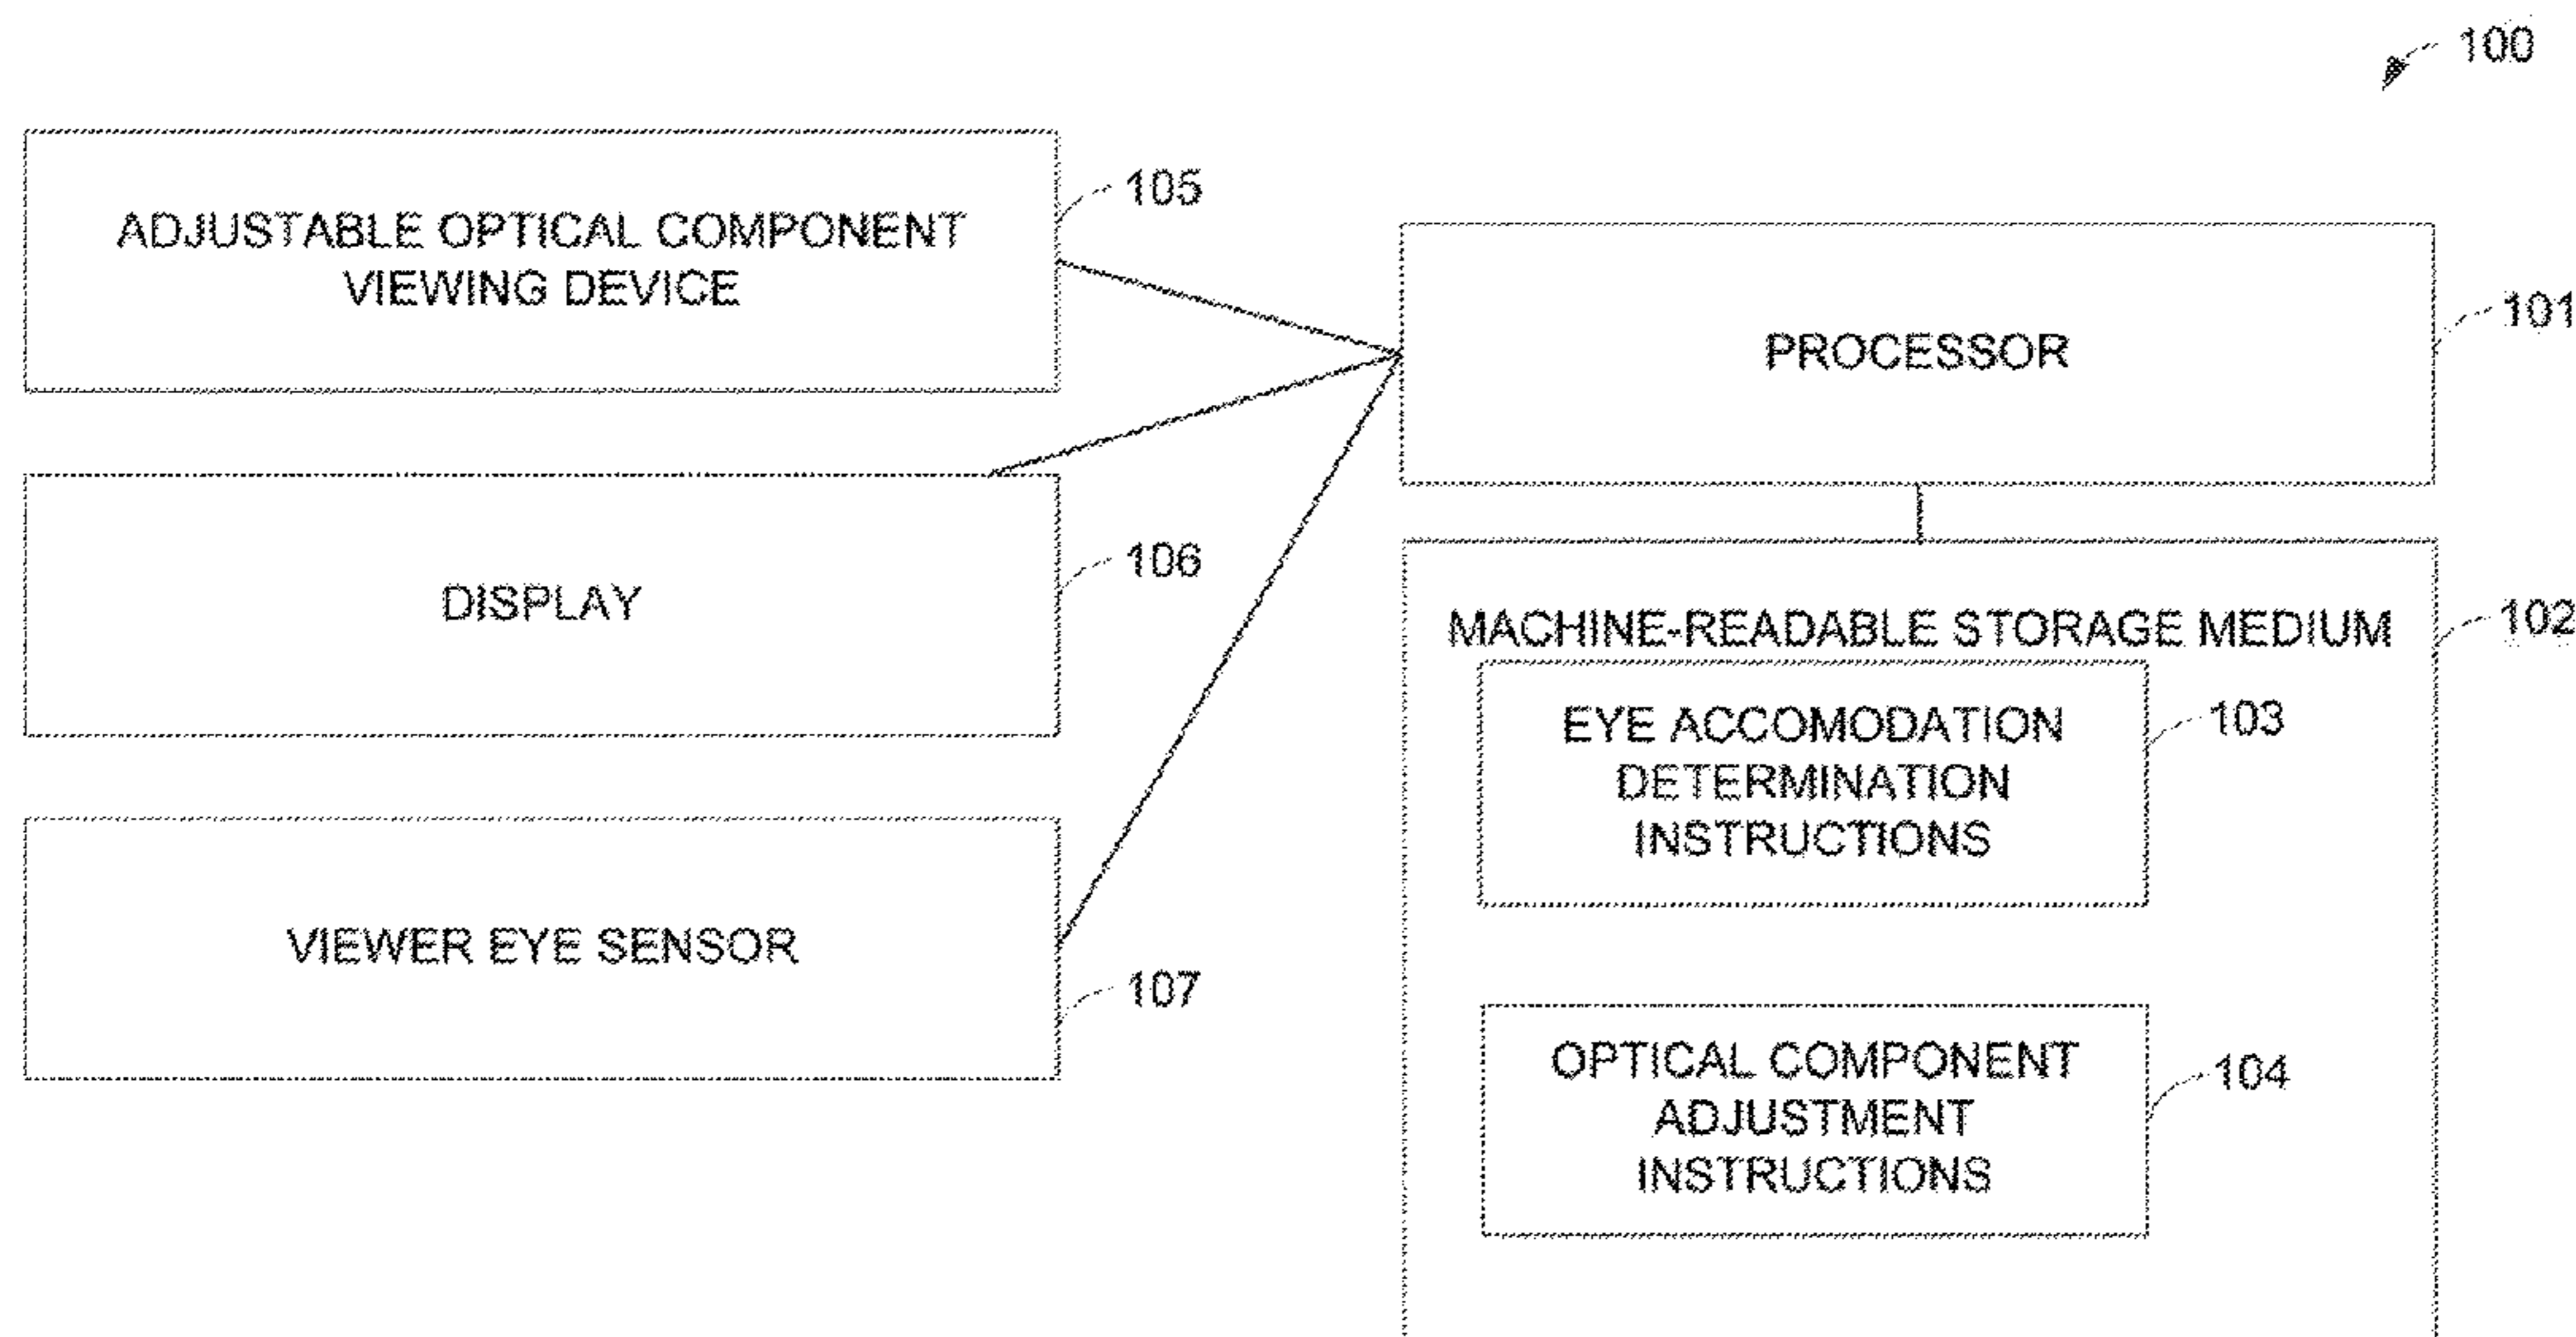 100
ADJUSTABLE OPTICAL COMPONENT
VIEWING DEVICE
105
PROCESSOR
101
DISPLAY
106
MACHINE-READABLE STORAGE MEDIUM
102
EYE ACCOMODATION
DETERMINATION
INSTRUCTIONS
103
VIEWER EYE SENSOR
107
OPTICAL COMPONENT
ADJUSTMENT
INSTRUCTIONS
104